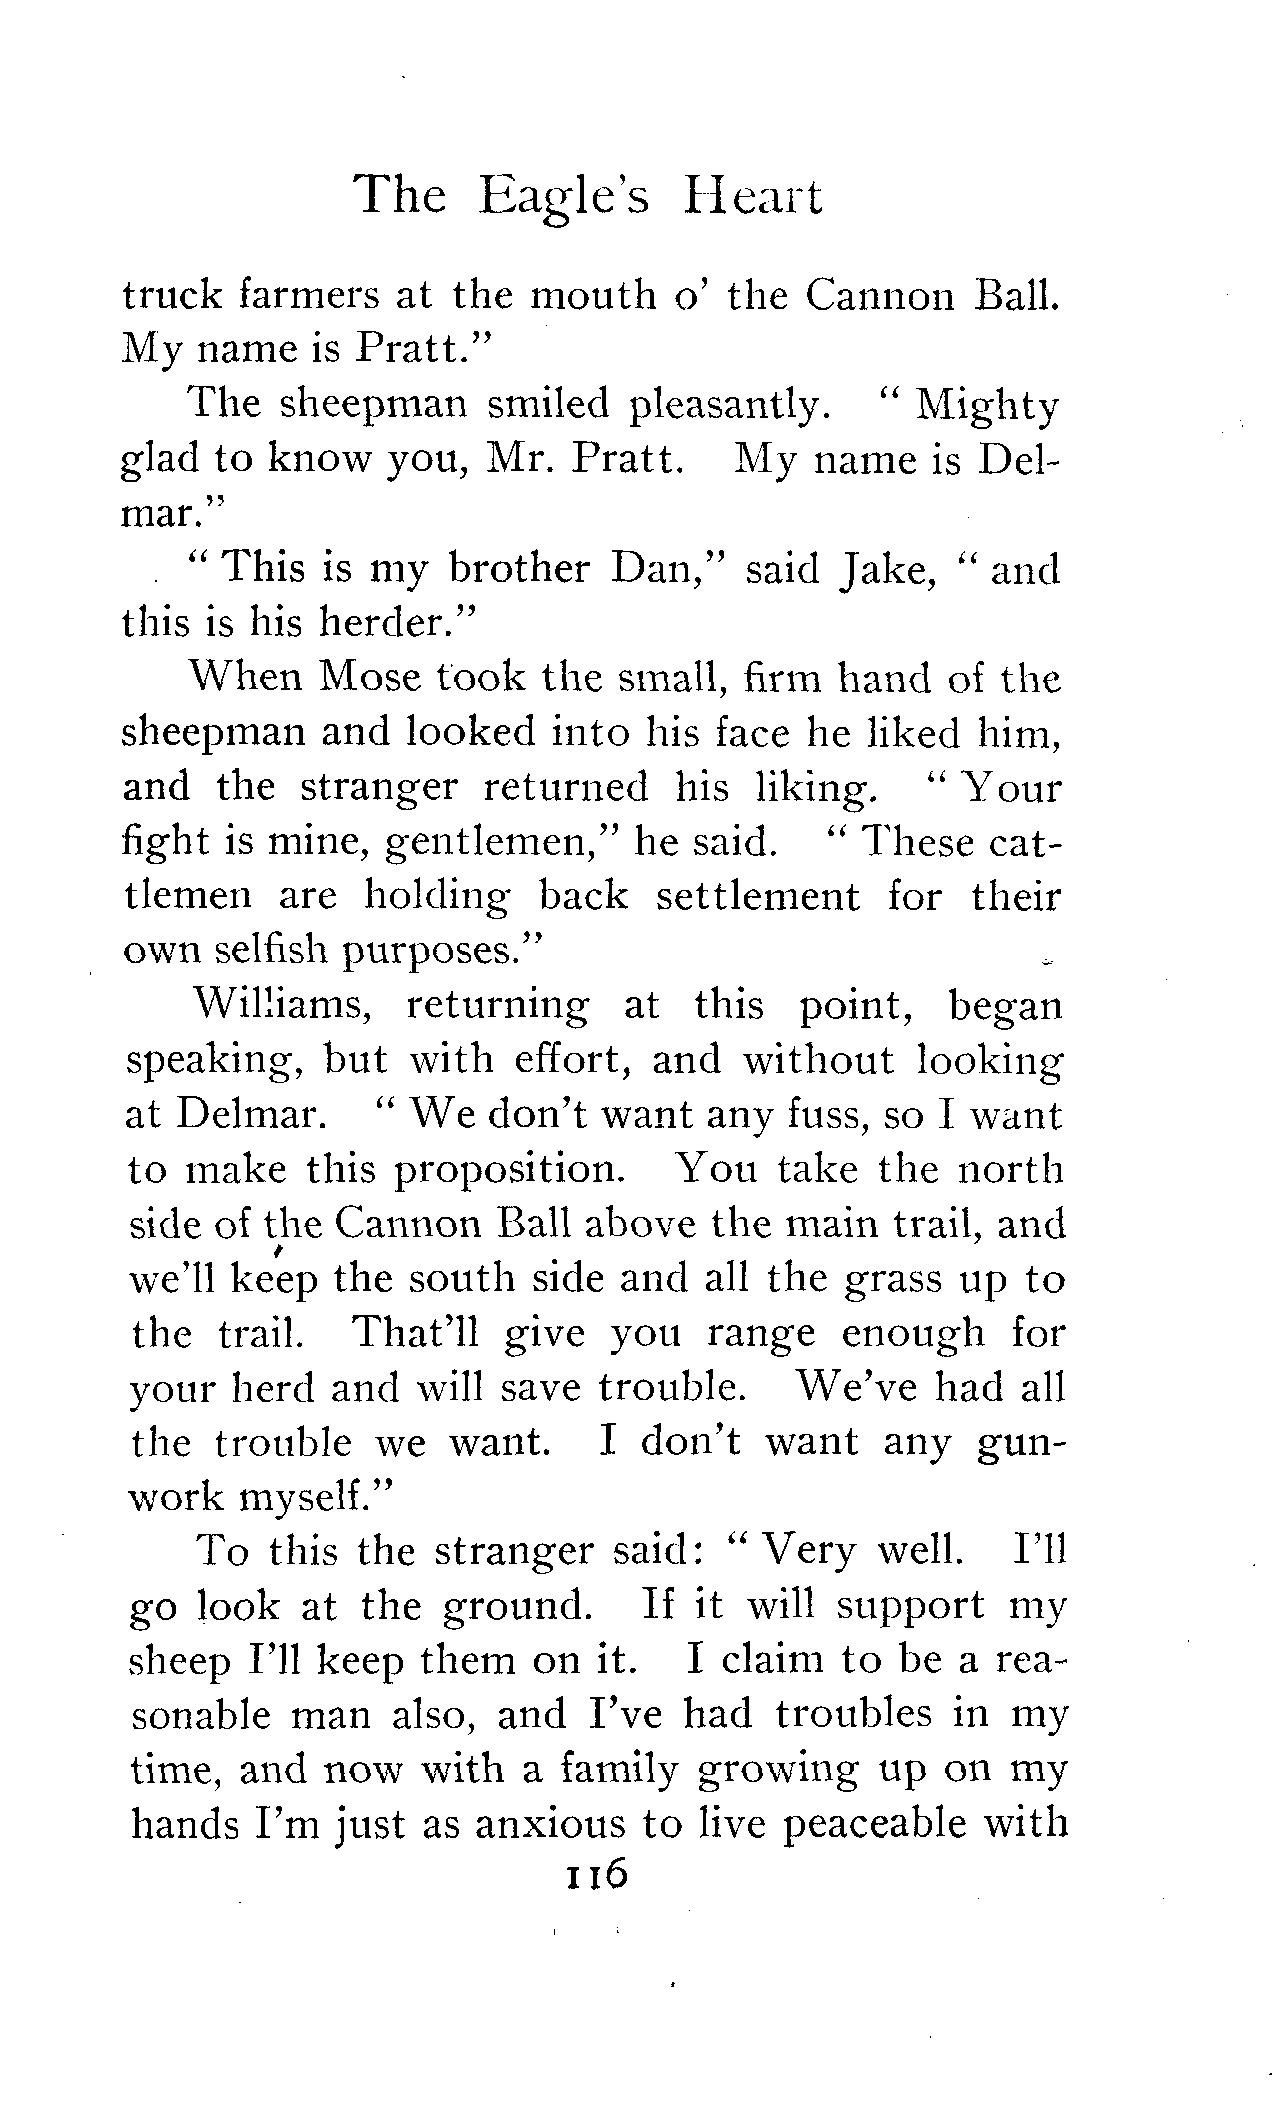 The Eagle's Heart
truck farmers at the mouth o' the Cannon Ball.
My name is Pratt."
The sheepman smiled pleasantly. " Mighty
glad to know you, Mr. Pratt. My name is Del-
mar."
" This is my brother Dan," said Jake, " and
this is his herder."
When Mose took the small, firm hand of the
sheepman and looked into his face he liked him,
and the stranger returned his liking. " Your
fight is mine, gentlemen," he said. " These cat-
tlemen are holding back settlement for their
own selfish purposes."
Williams, returning at this point, began
speaking, but with effort, and without looking
at Delmar. " We don't want any fuss, so I want
to make this proposition. You take the north
side of the Cannon Ball above the main trail, and
we'll keep the south side and all the grass up to
the trail. That'll give you range enough for
your herd and will save trouble. We've had all
the trouble we want. I don't want any gun-
work myself."
To this the stranger said: " Very well. I'll
go look at the ground. If it will support my
sheep I'll keep them on it. I claim to be a rea-
sonable man also, and I've had troubles in my
time, and now with a family growing up on my
hands I'm just as anxious to live peaceable with
116